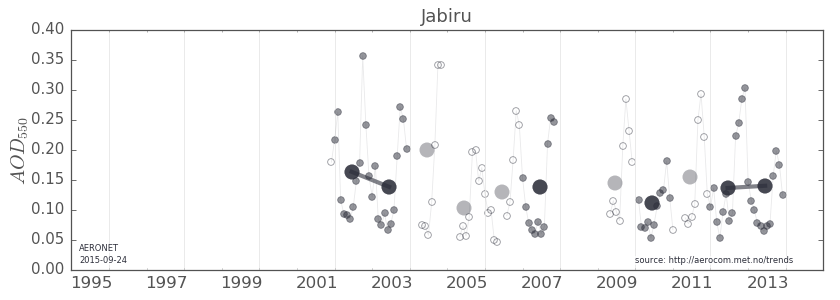 Jabiru
0.40
0.35
0.30
0.25
0.20
0.15
0.10
0.05
0.00
AOD550
AERONET
2015-09-24
source: http://aerocom.met.no/trends
1995 1997 1999 2001 2003 2005 2007 2009 2011 2013